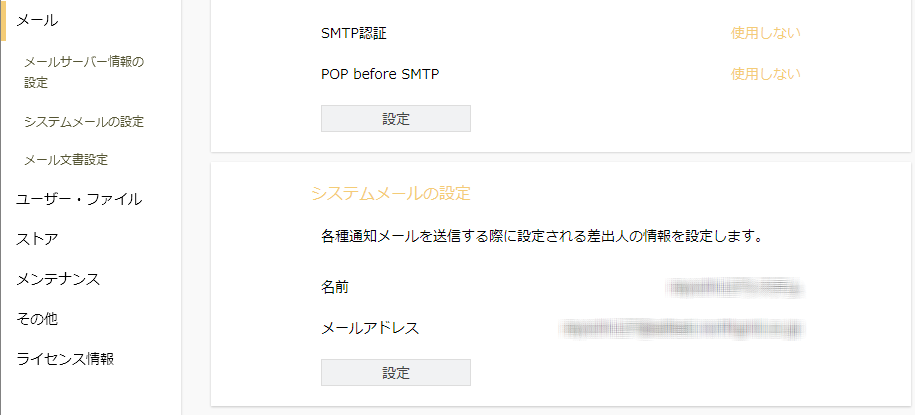 メール
メールサーバー情報の
設定
システムメールの設定
メール文書設定
ユーザー・ファイル
ストア
メンテナンス
その他
ライセンス情報
SMTP認証 使用しない
POP before SMTP 使用しない
設定
システムメールの設定
各種通知メールを送信する際に設定される差出人の情報を設定します。
名前
メールアドレス
設定